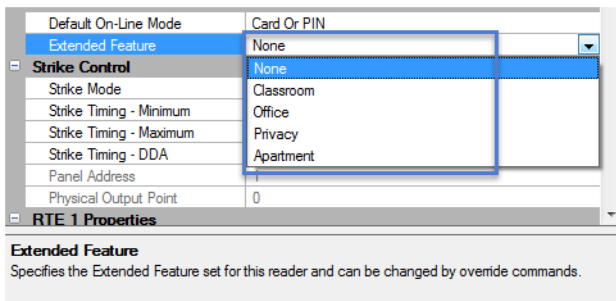 Default On-Line Mode Card Or PIN
Extended Feature None
Strike Control None
Strike Mode Classroom
Strike Timing - Minimum Office
Strike Timing - Maximum Privacy
Strike Timing - DDA Apartment
Panel Address
Physical Output Point 0
RTE 1 Properties
Extended Feature
Specifies the Extended Feature set for this reader and can be changed by override commands.